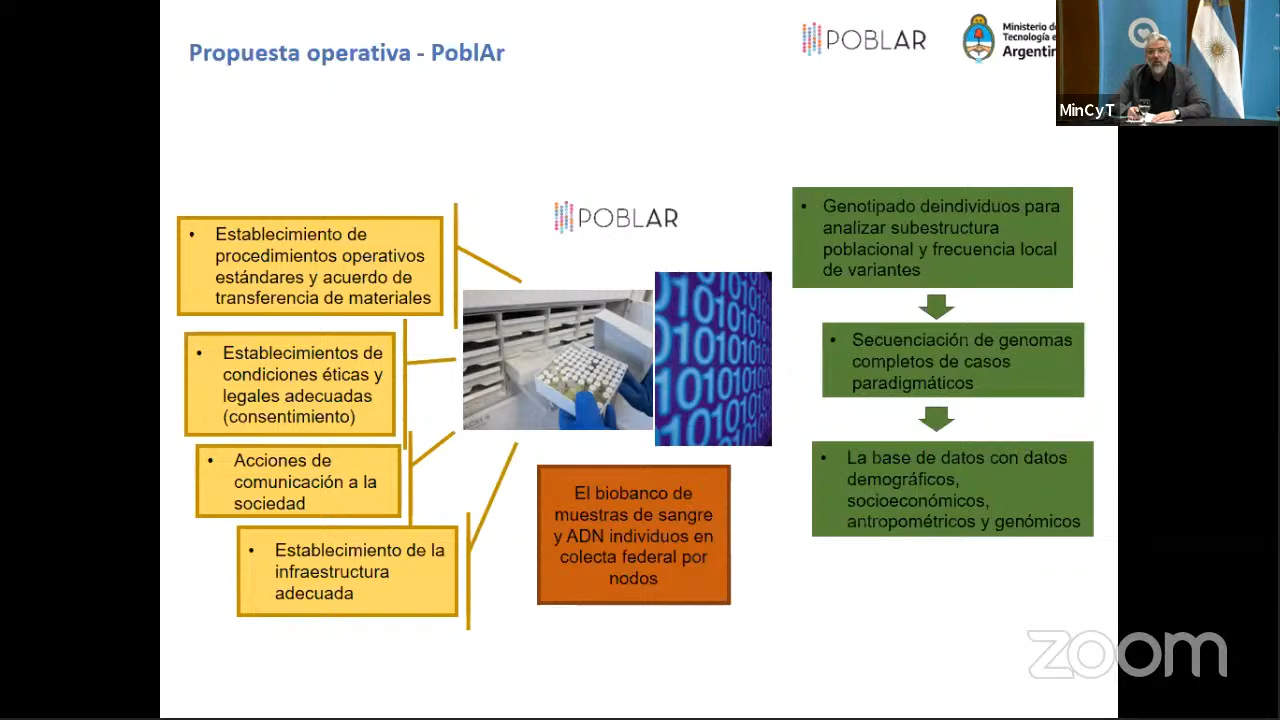 Propuesta operativa - PoblAr
POBLAR
Ministerio de
Tecnología e
Argentin
MinCyT
POBLAR
• Establecimiento de
procedimientos operativos
estándares y acuerdo de
transferencia de materiales
• Establecimientos de
condiciones éticas y
legales adecuadas
(consentimiento)
• Acciones de
comunicación a la
sociedad
• Establecimiento de la
infraestructura
adecuada
El biobanco de
muestras de sangre
y ADN individuos en
colecta federal por
nodos
• Genotipado deindividuos para
analizar subestructura
poblacional y frecuencia local
de variantes
• Secuenciación de genomas
completos de casos
paradigmáticos
• La base de datos con datos
demográficos,
socioeconómicos,
antropométricos y genómicos
zoom